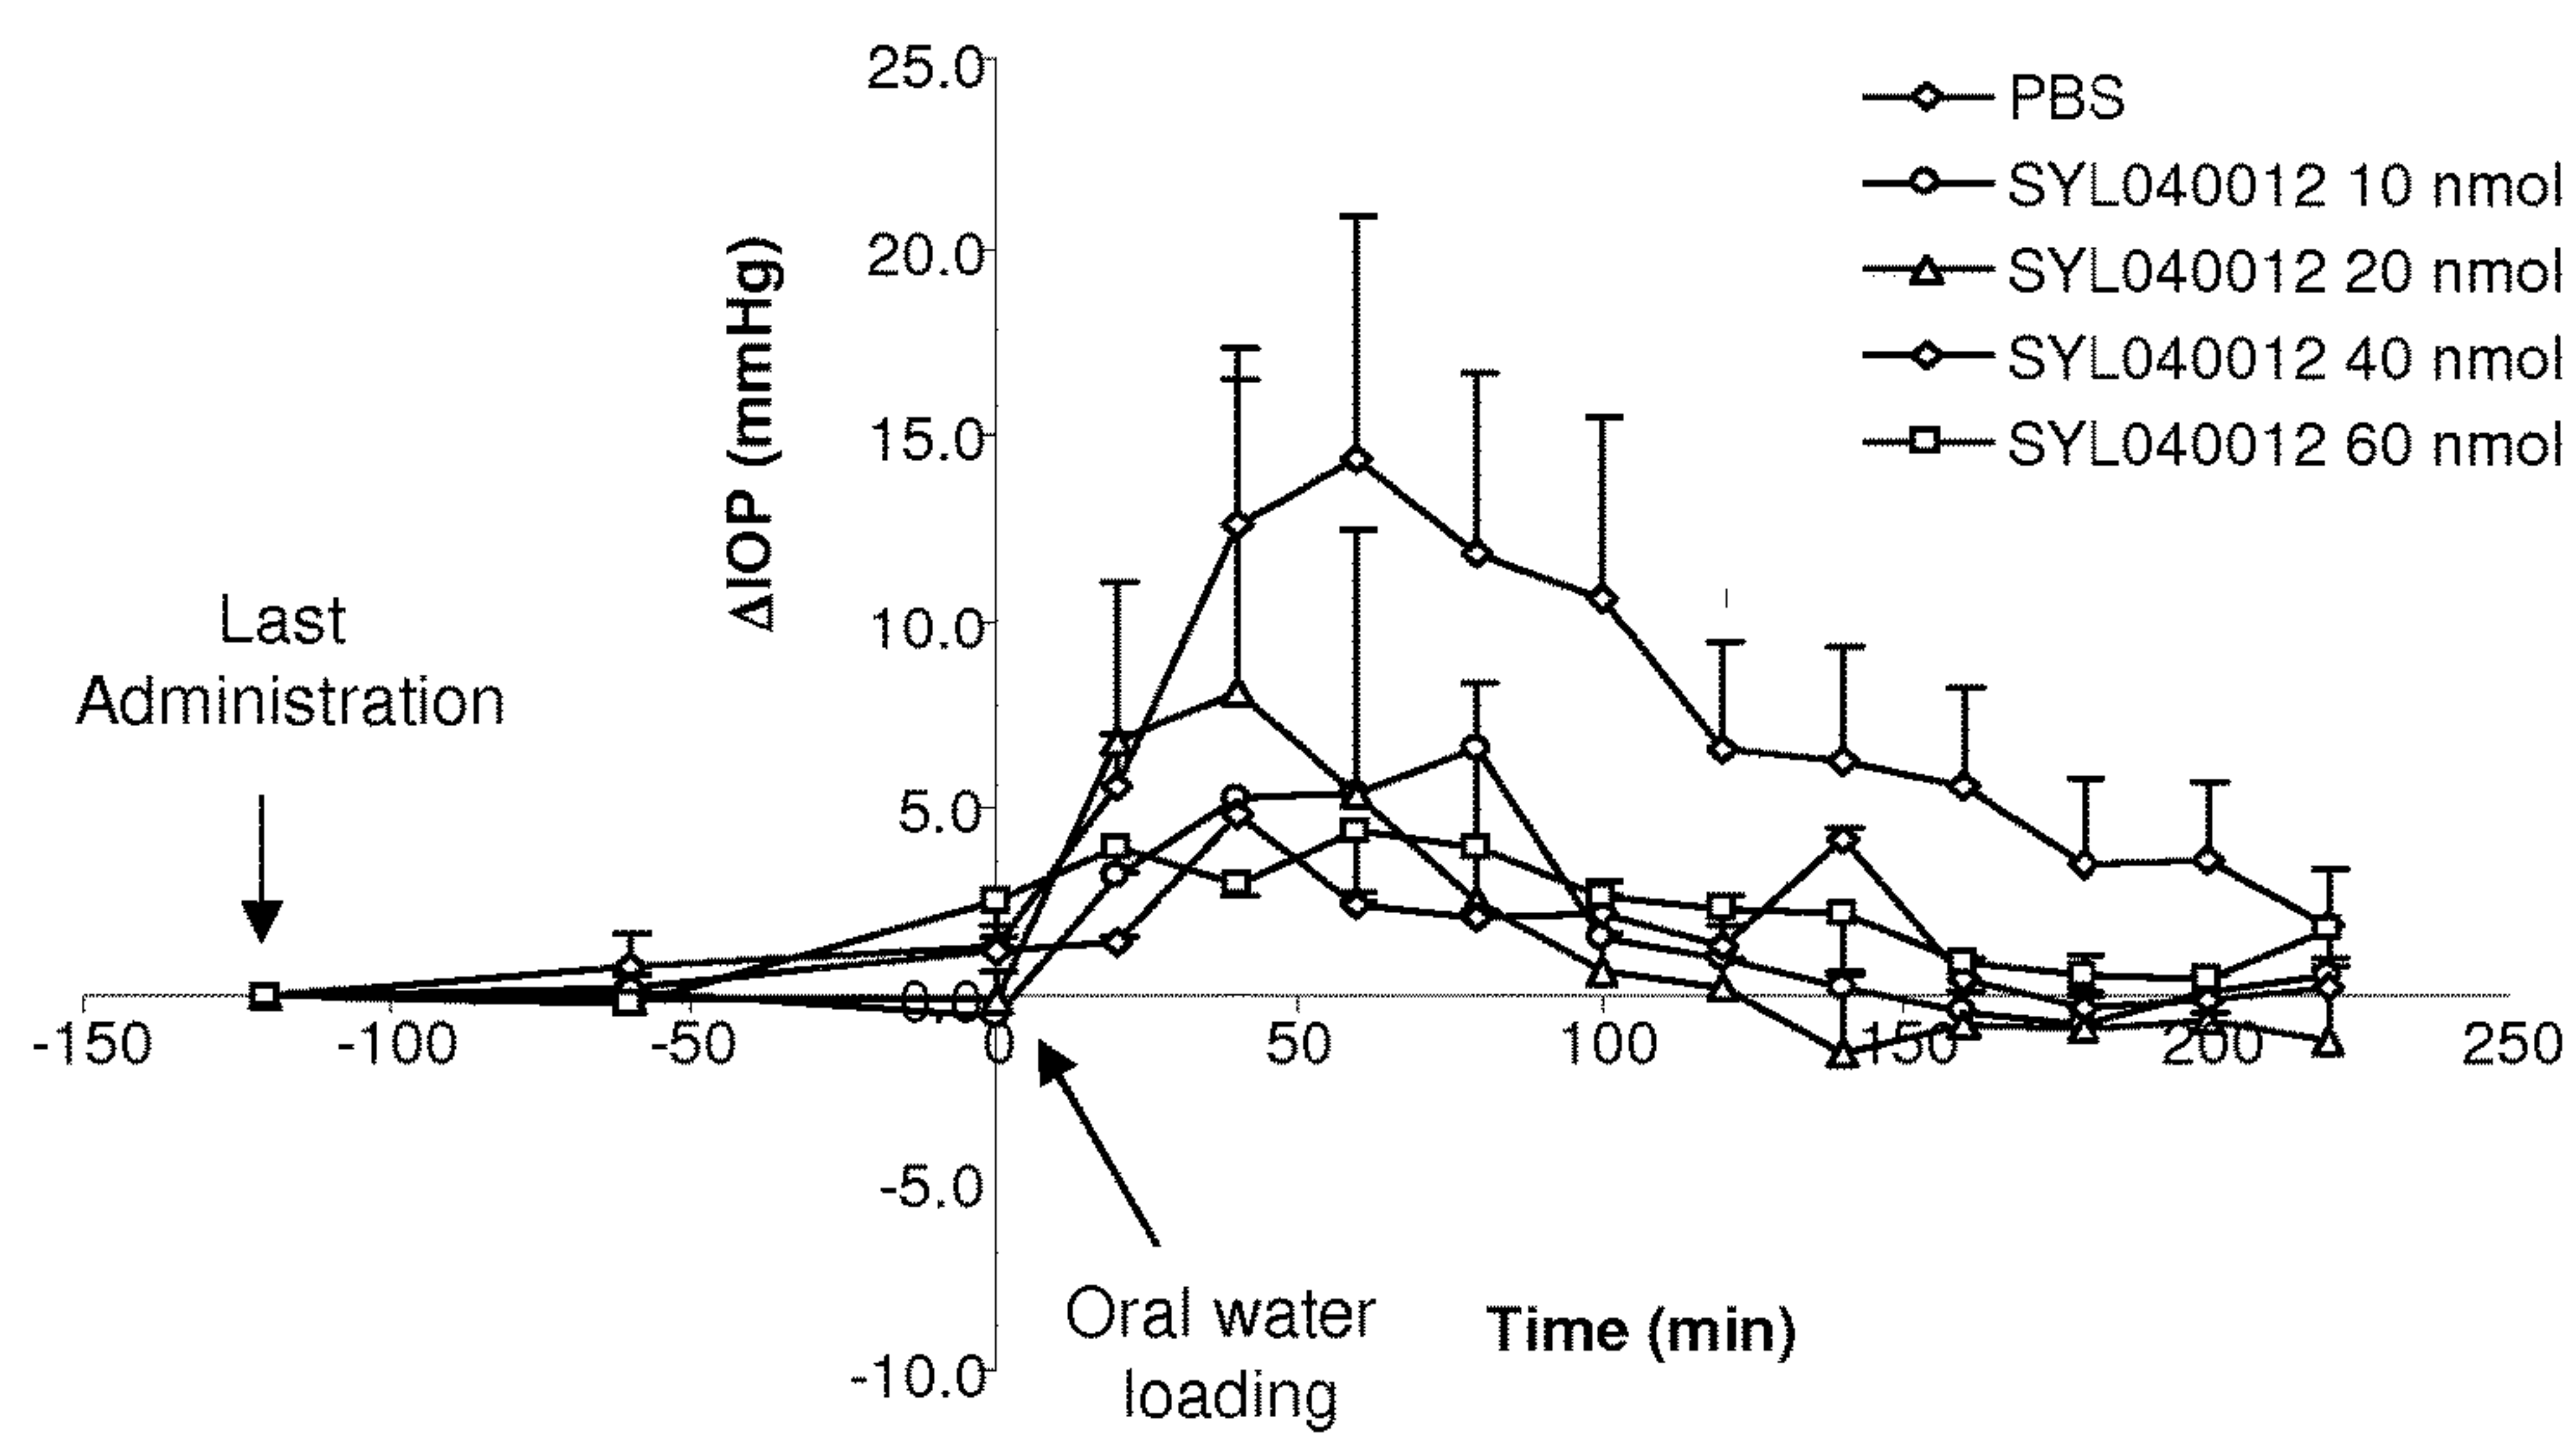 25.0
20.0
15.0
10.0
5.0
0,0
-5.0
-10.0
ΔIOP (mmHg)
PBS
SYL040012 10 nmol
SYL040012 20 nmol
SYL040012 40 nmol
SYL040012 60 nmol
Last
Administration
-150 -100 -50 0 50 100 150 200 250
Oral water
loading
Time (min)